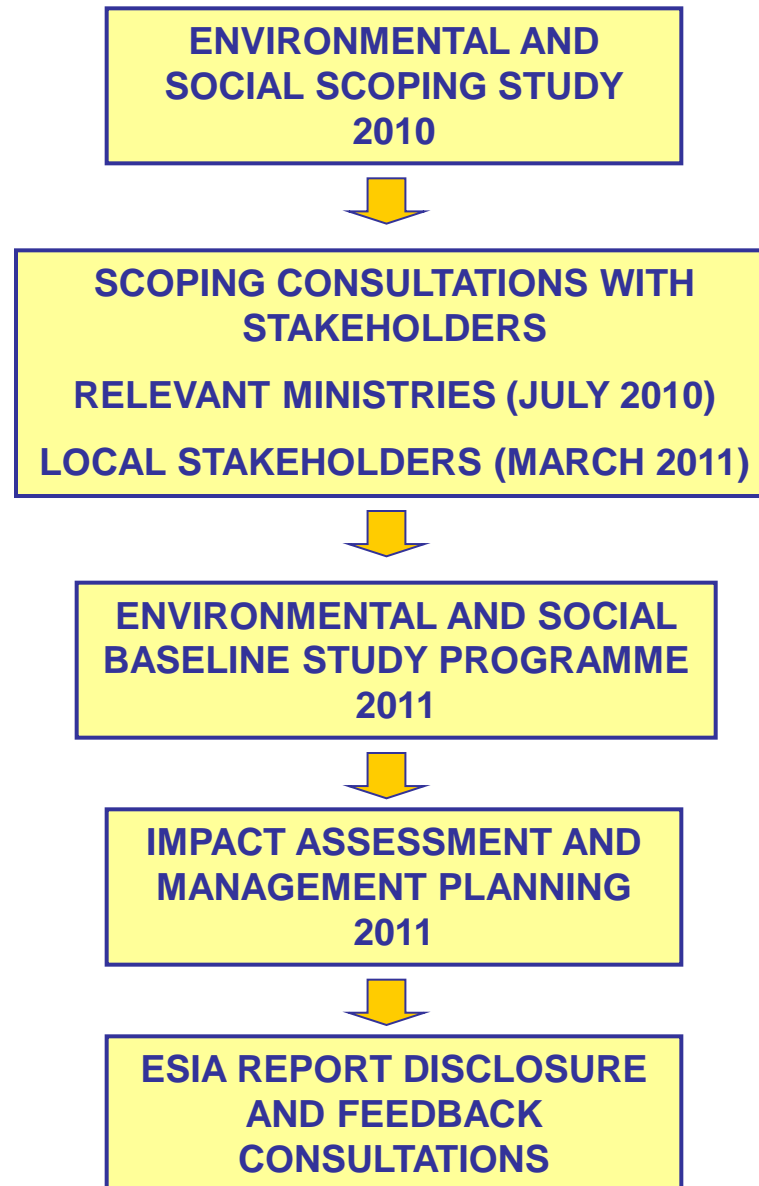 ENVIRONMENTAL AND
SOCIAL SCOPING STUDY
2010
SCOPING CONSULTATIONS WITH
STAKEHOLDERS
RELEVANT MINISTRIES (JULY 2010)
LOCAL STAKEHOLDERS (MARCH 2011)
ENVIRONMENTAL AND SOCIAL
BASELINE STUDY PROGRAMME
2011
IMPACT ASSESSMENT AND
MANAGEMENT PLANNING
2011
ESIA REPORT DISCLOSURE
AND FEEDBACK
CONSULTATIONS